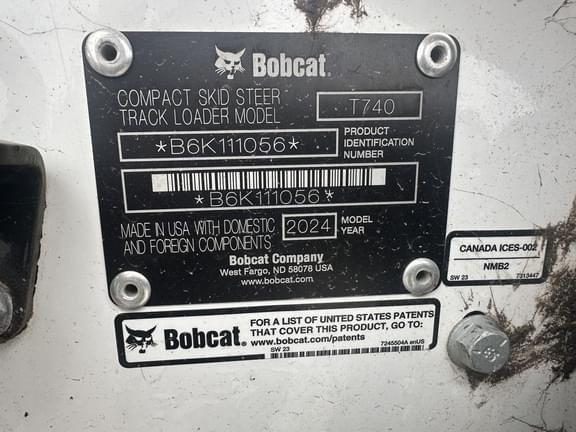 Bobcat.
COMPACT SKID STEER
TRACK LOADER MODEL
T740
*B6K111056*
PRODUCT
IDENTIFICATION
NUMBER
*B6K111056*
MADE IN USA WITH DOMESTIC
AND FOREIGN COMPONENTS
2024
MODEL
YEAR
Bobcat Company
West Fargo, ND 58078 USA
www.bobcat.com
CANADA ICES-002
NMB2
SW 23 7313447
Bobcat.
FOR A LIST OF UNITED STATES PATENTS
THAT COVER THIS PRODUCT, GO TO:
www.bobcat.com/patents
SW 23 7245504A enUS